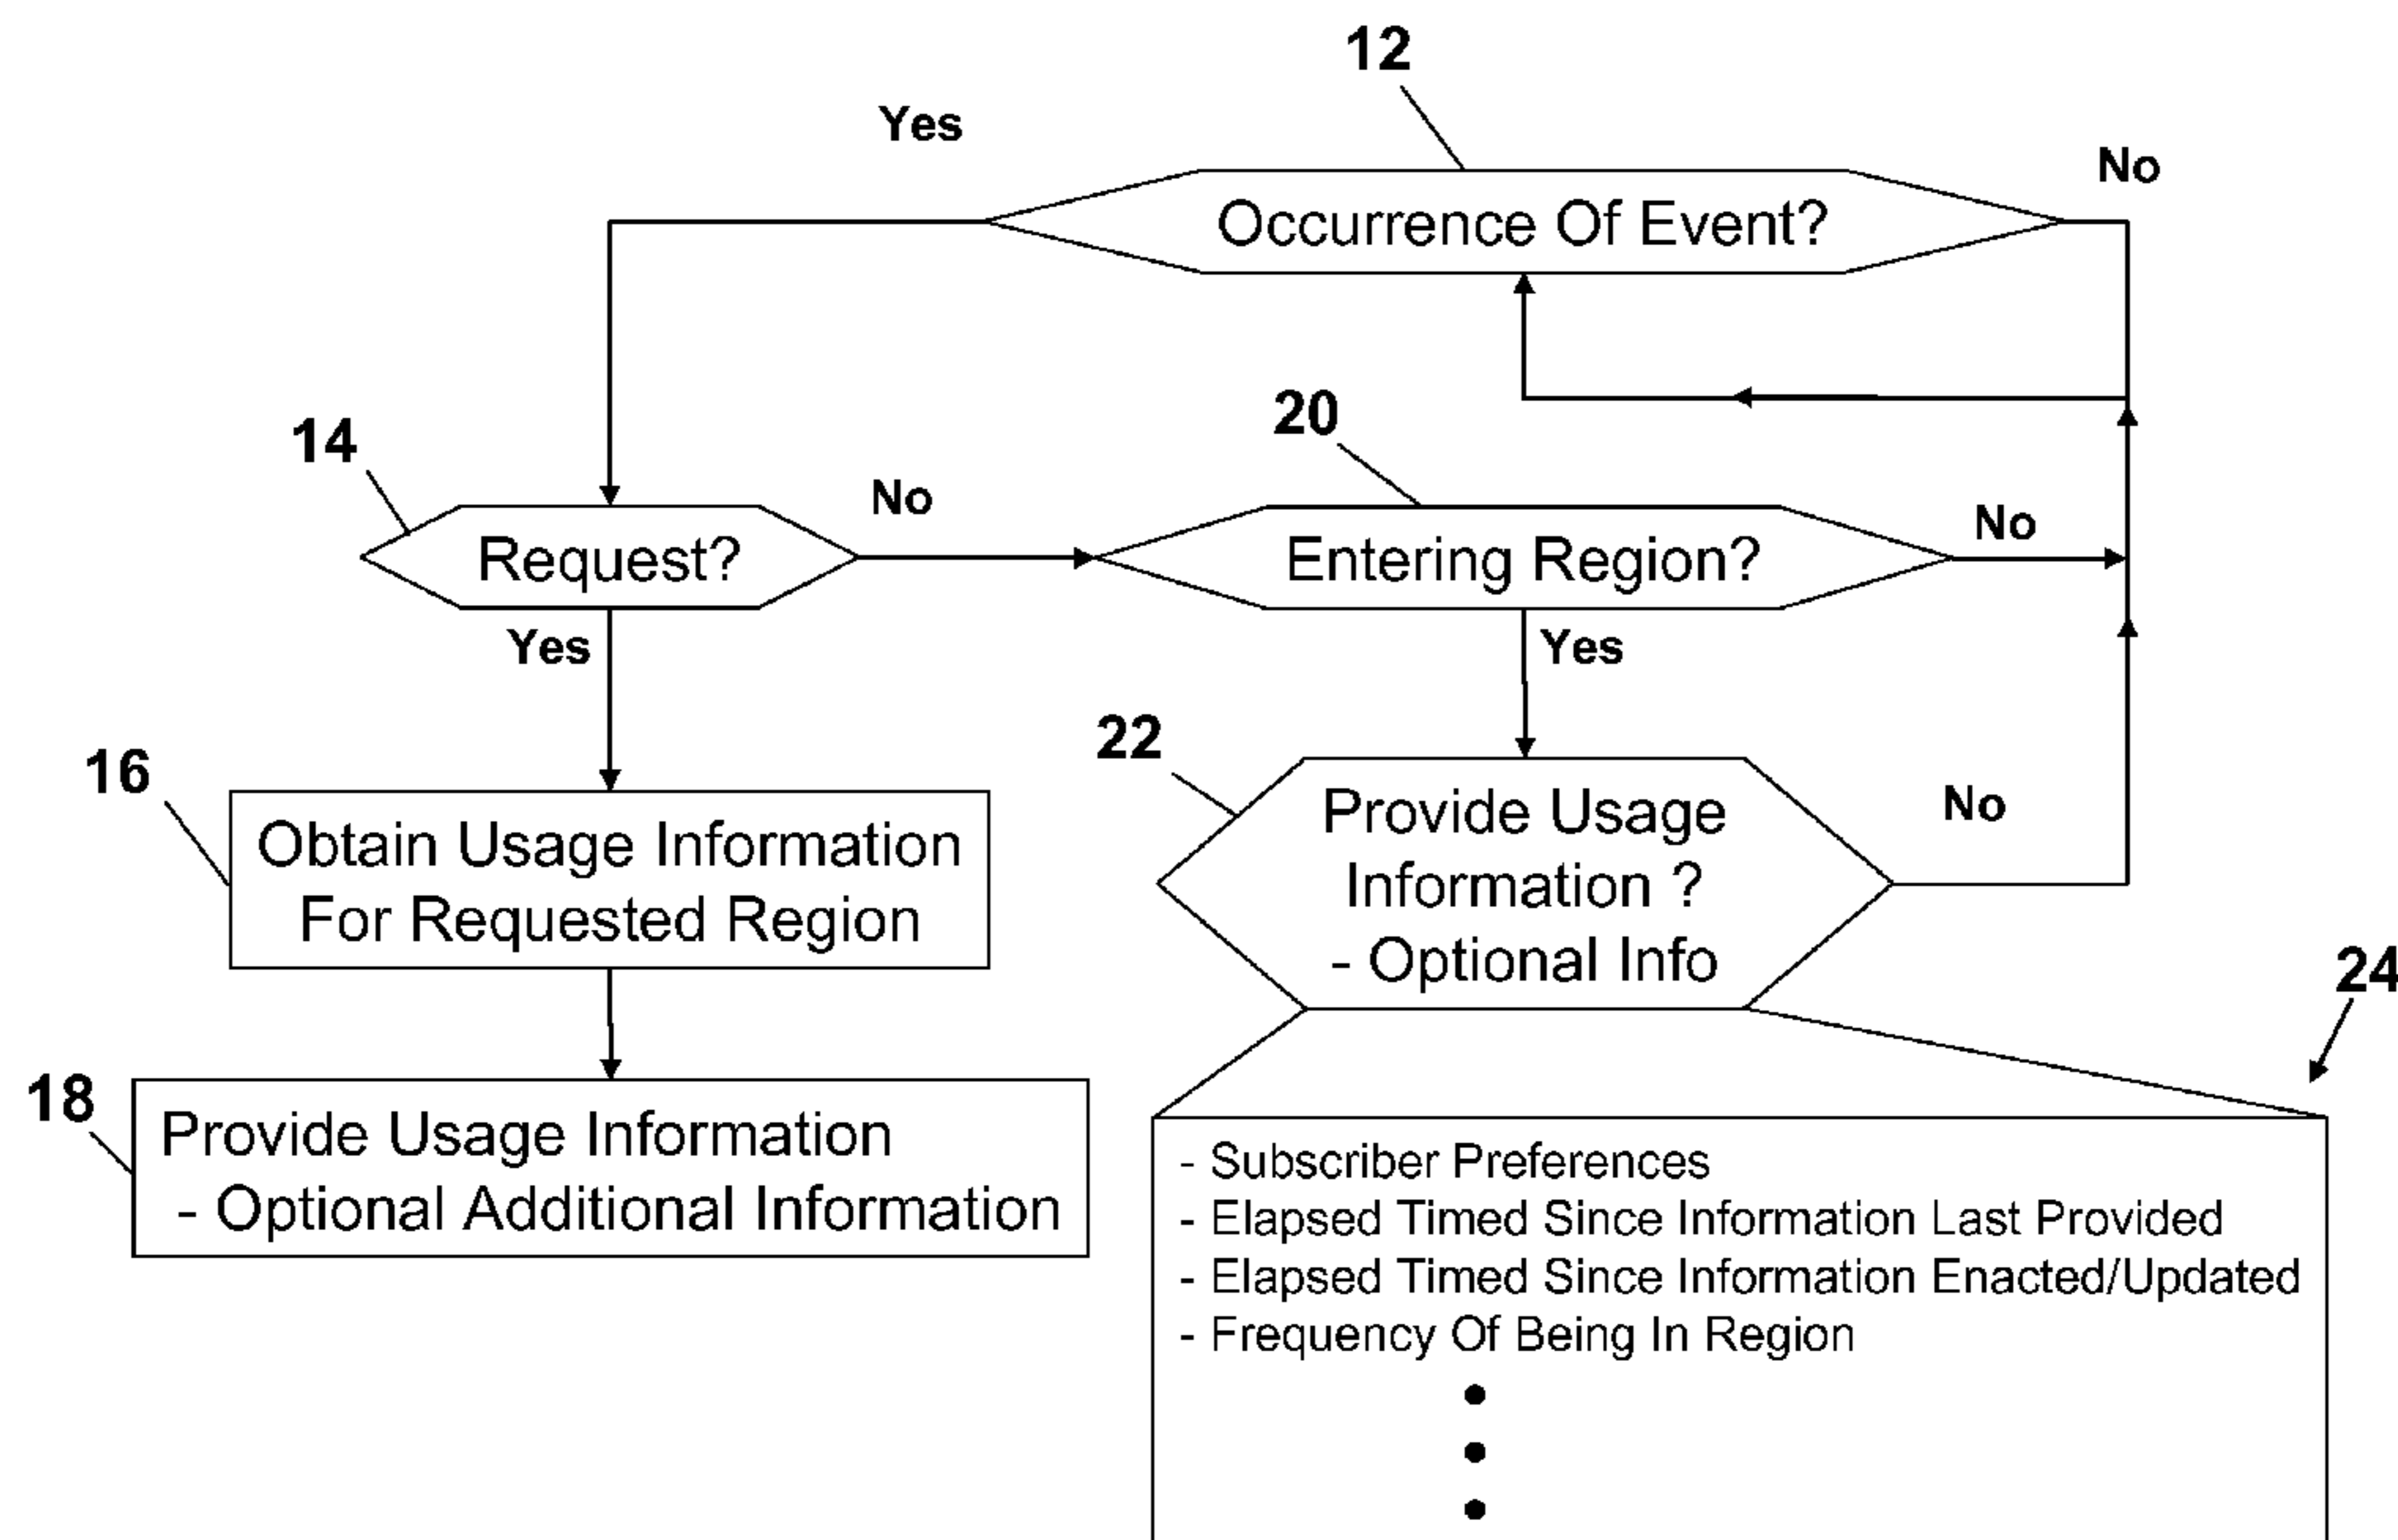 12
Yes
No
Occurrence Of Event?
14
20
No
No
Request?
Entering Region?
Yes
Yes
22
16
Provide Usage
Information ?
- Optional Info
No
Obtain Usage Information
For Requested Region
24
18
Provide Usage Information
- Optional Additional Information
- Subscriber Preferences
- Elapsed Timed Since Information Last Provided
- Elapsed Timed Since Information Enacted/Updated
- Frequency Of Being In Region